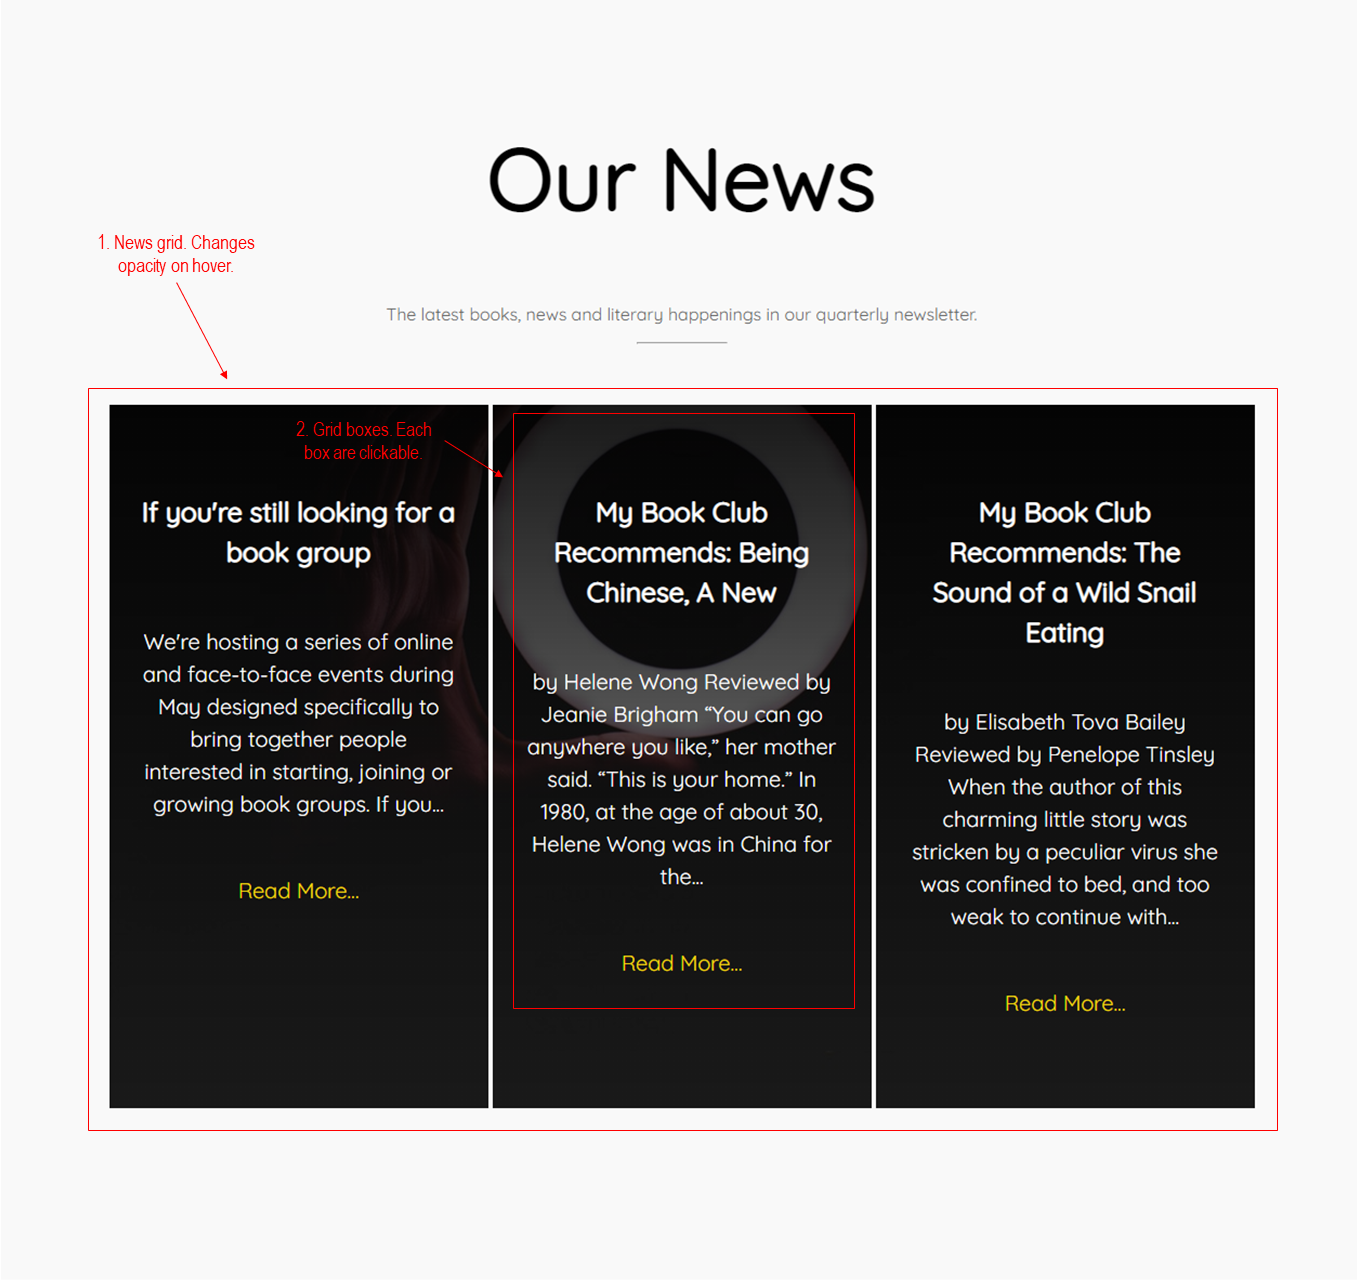 Our News
1. News grid. Changes
opacity on hover.
The latest books, news and literary happenings in our quarterly newsletter.
2. Grid boxes. Each
box are clickable.
If you're still looking for a
book group
We're hosting a series of online
and face-to-face events during
May designed specifically to
bring together people
interested in starting, joining or
growing book groups. If you...
Read More...
My Book Club
Recommends: Being
Chinese, A New
by Helene Wong Reviewed by
Jeanie Brigham “You can go
anywhere you like,” her mother
said. “This is your home.” In
1980, at the age of about 30,
Helene Wong was in China for
the...
Read More...
My Book Club
Recommends: The
Sound of a Wild Snail
Eating
by Elisabeth Tova Bailey
Reviewed by Penelope Tinsley
When the author of this
charming little story was
stricken by a peculiar virus she
was confined to bed, and too
weak to continue with...
Read More...